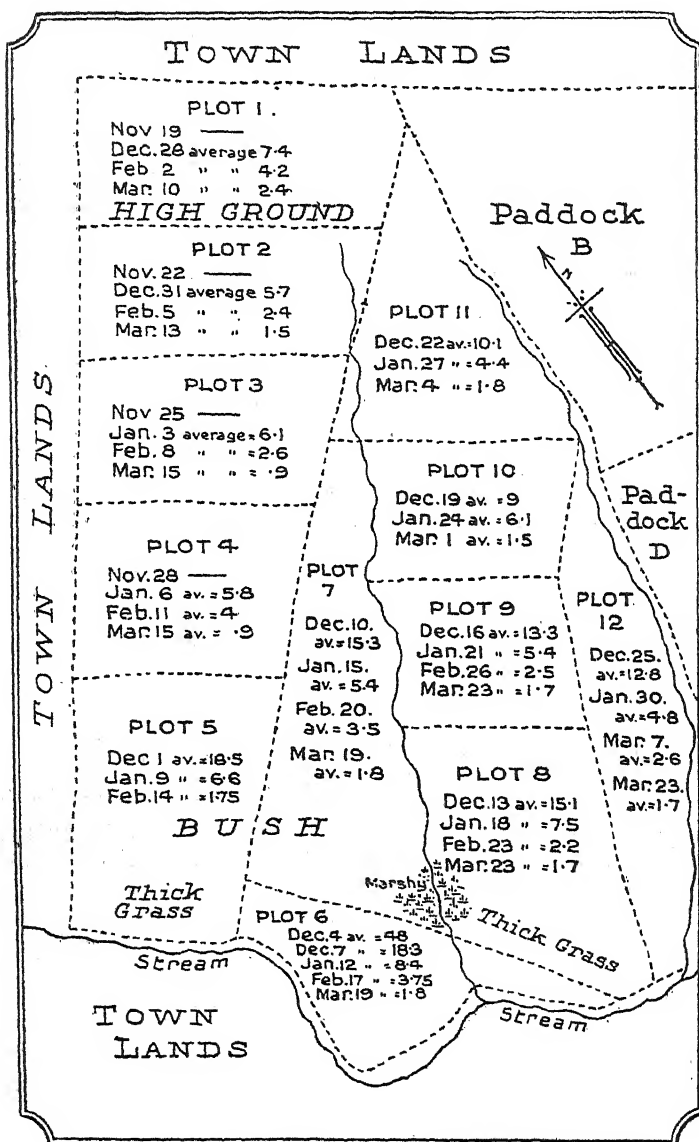 TOWN LANDS
PLOT 1.
Nov 19 —
Dec. 28 average 7.4
Feb 2 " " 4.2
Mar. 10 " " 2.4
HIGH GROUND
PLOT 2
Nov. 22 —
Dec. 31 average 5.7
Feb. 5 " " 2.4
Mar. 13 " " 1.5
PLOT 3
Nov 25 —
Jan. 3 average = 6.1
Feb. 8 " " = 2.6
Mar. 15 " " = .9
PLOT 4
Nov. 28 —
Jan. 6 av. = 5.8
Feb. 11 av. = 4
Mar. 15 av. = .9
PLOT 5
Dec 1 av. = 18.5
Jan. 9 " = 6.6
Feb. 14 " = 1.75
BUSH
Thick
Grass
TOWN LANDS
PLOT
7
Dec. 10.
av. = 15.3
Jan. 15.
av. = 5.4
Feb. 20.
av. = 3.5
Mar. 19.
av. = 1.8
PLOT 11
Dec. 22 av. = 10.1
Jan. 27 " = 4.4
Mar. 4 " = 1.8
PLOT 10
Dec. 19 av. = 9
Jan. 24 av. = 6.1
Mar. 1 av. = 1.5
PLOT 9
Dec. 16 av. = 13.3
Jan. 21 " = 5.4
Feb. 26 " = 2.5
Mar. 23 " = 1.7
PLOT 8
Dec. 13 av. = 15.1
Jan. 18 " = 7.5
Feb. 23 " = 2.2
Mar. 23 " = 1.7
Marshy
Thick Grass
Paddock
B
N
Pad-
dock
D
PLOT
12
Dec. 25.
av. = 12.8
Jan. 30.
av. = 4.8
Mar. 7.
av. = 2.6
Mar. 23.
av. = 1.7
PLOT 6
Dec. 4 av. = 48
Dec. 7 " = 18.3
Jan. 12 " = 8.4
Feb. 17 " = 3.75
Mar. 19 " = 1.8
Stream
Stream
TOWN
LANDS